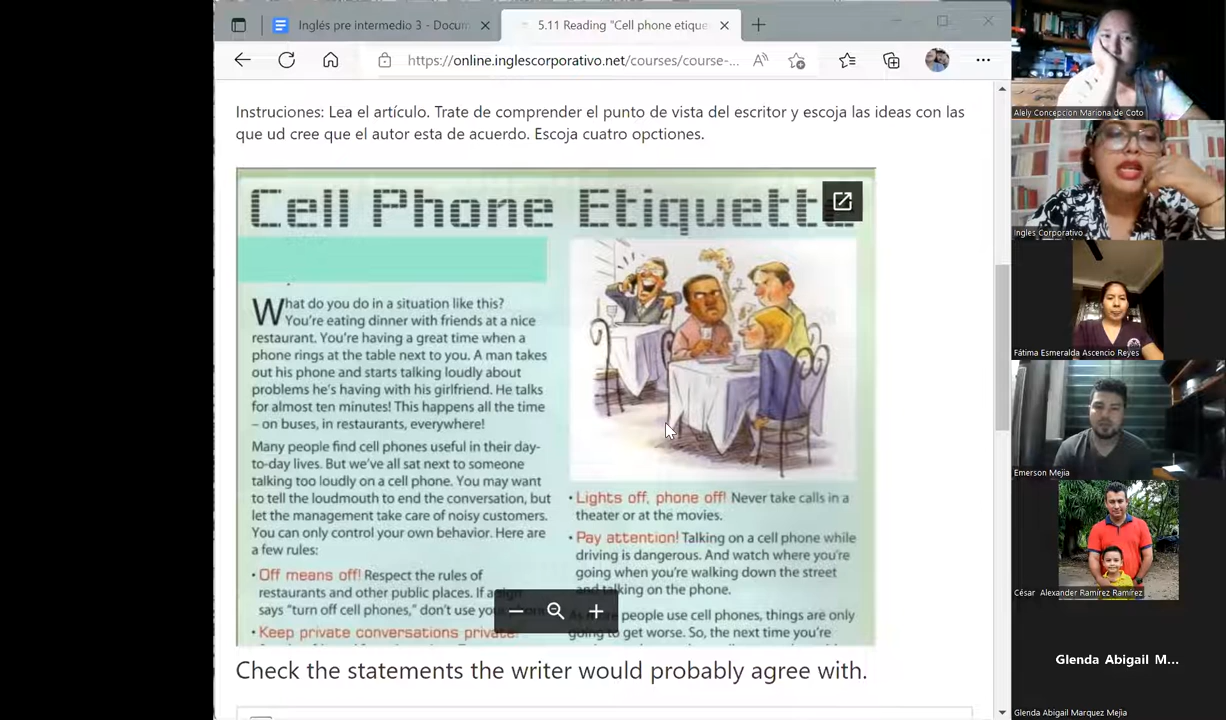 Inglés pre intermedio 3 - Docum
5.11 Reading "Cell phone etique
https://online.inglescorporativo.net/courses/course-...
Instruciones: Lea el artículo. Trate de comprender el punto de vista del escritor y escoja las ideas con las
que ud cree que el autor esta de acuerdo. Escoja cuatro opctiones.
Cell Phone Etiquette
What do you do in a situation like this?
You're eating dinner with friends at a nice
restaurant. You're having a great time when a
phone rings at the table next to you. A man takes
out his phone and starts talking loudly about
problems he's having with his girlfriend. He talks
for almost ten minutes! This happens all the time
– on buses, in restaurants, everywhere!
Many people find cell phones useful in their day-
to-day lives. But we've all sat next to someone
talking too loudly on a cell phone. You may want
to tell the loudmouth to end the conversation, but
let the management take care of noisy customers.
You can only control your own behavior. Here are
a few rules:
• Off means off! Respect the rules of
restaurants and other public places. If a sign
says "turn off cell phones," don't use your phone.
• Keep private conversations private!
• Lights off, phone off! Never take calls in a
theater or at the movies.
• Pay attention! Talking on a cell phone while
driving is dangerous. And watch where you're
going when you're walking down the street
and talking on the phone.
As more people use cell phones, things are only
going to get worse. So, the next time you're
Check the statements the writer would probably agree with.
Alely Concepcion Mariona de Coto
Ingles Corporativo
Fátima Esmeralda Ascencio Reyes
Emerson Mejia
César Alexander Ramírez Ramírez
Glenda Abigail M...
Glenda Abigail Marquez Mejia